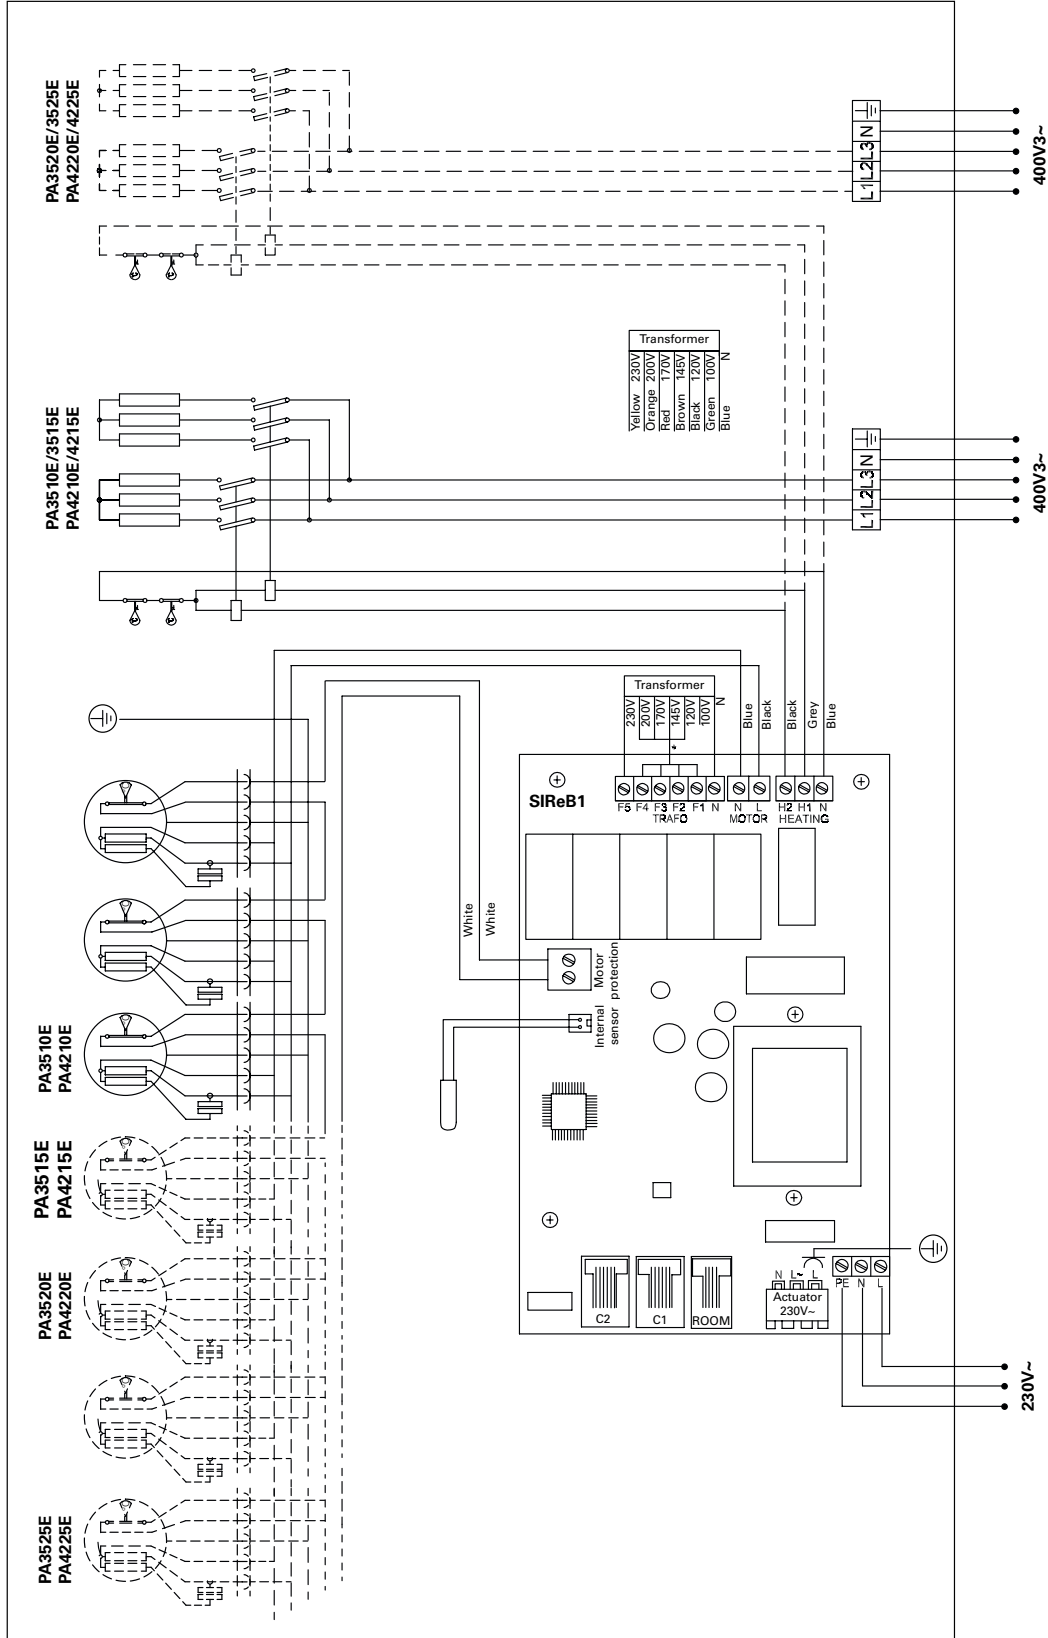 PA3520E/3525E
PA4220E/4225E
L1 L2 L3 N
400V3~
Transformer
Yellow 230V
Orange 200V
Red 170V
Brown 145V
Black 120V
Green 100V
Blue N
PA3510E/3515E
PA4210E/4215E
L1 L2 L3 N
400V3~
Transformer
230V
200V
170V
145V
120V
100V
N
*
Blue
Black
Black
Grey
Blue
SIReB1
F5 F4 F3 F2 F1 N
TRAFO
N L
MOTOR
H2 H1 N
HEATING
White
White
Motor
protection
Internal
sensor
PA3510E
PA4210E
PA3515E
PA4215E
PA3520E
PA4220E
PA3525E
PA4225E
C2
C1
ROOM
N L~ L
Actuator
230V~
PE N L
230V~